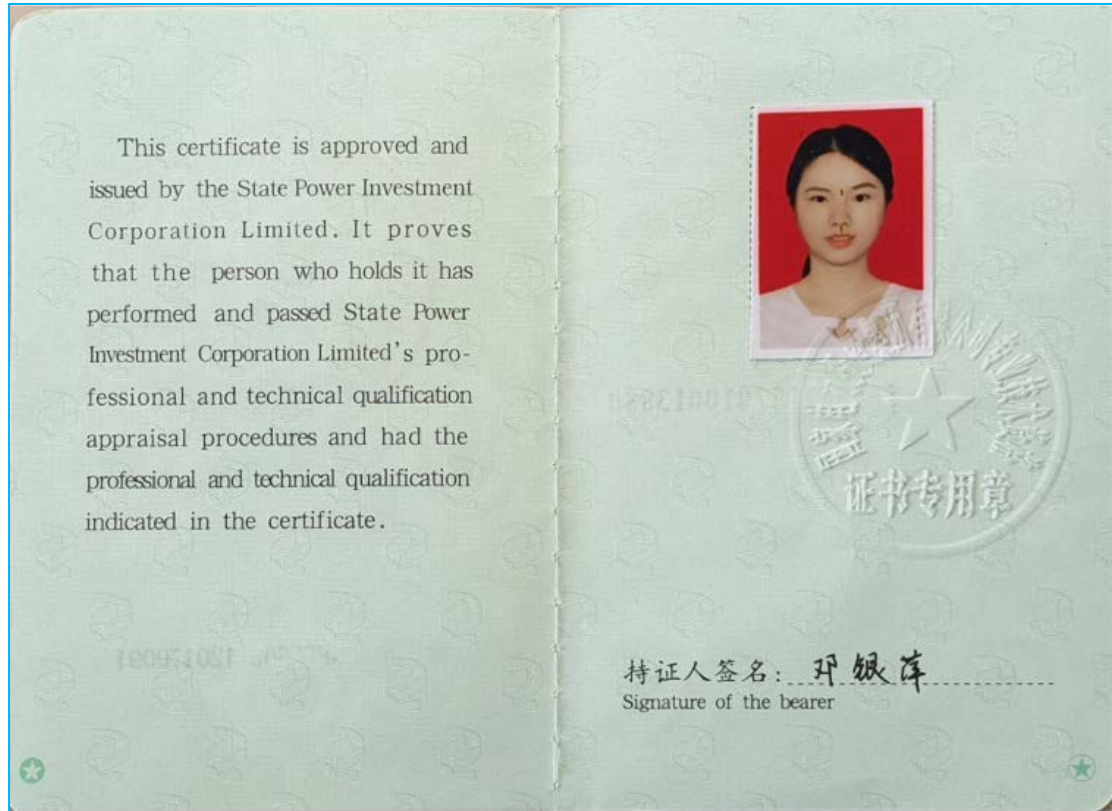 This certificate is approved and
issued by the State Power Investment
Corporation Limited. It proves
that the person who holds it has
performed and passed State Power
Investment Corporation Limited's pro-
fessional and technical qualification
appraisal procedures and had the
professional and technical qualification
indicated in the certificate.
证书专用章
持证人签名：邓银萍
Signature of the bearer